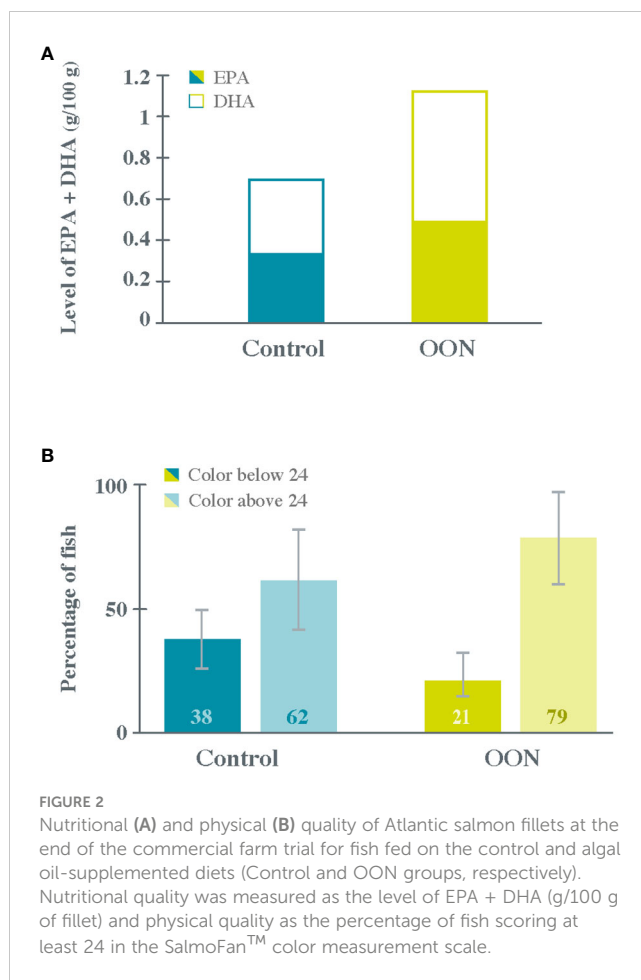 A
Level of EPA + DHA (g/100 g)
1.2
1
0.8
0.6
0.4
0.2
0
EPA
DHA
Control
OON
B
Percentage of fish
100
50
0
Color below 24
Color above 24
38
62
21
79
Control
OON
FIGURE 2
Nutritional (A) and physical (B) quality of Atlantic salmon fillets at the
end of the commercial farm trial for fish fed on the control and algal
oil-supplemented diets (Control and OON groups, respectively).
Nutritional quality was measured as the level of EPA + DHA (g/100 g
of fillet) and physical quality as the percentage of fish scoring at
least 24 in the SalmoFan™ color measurement scale.